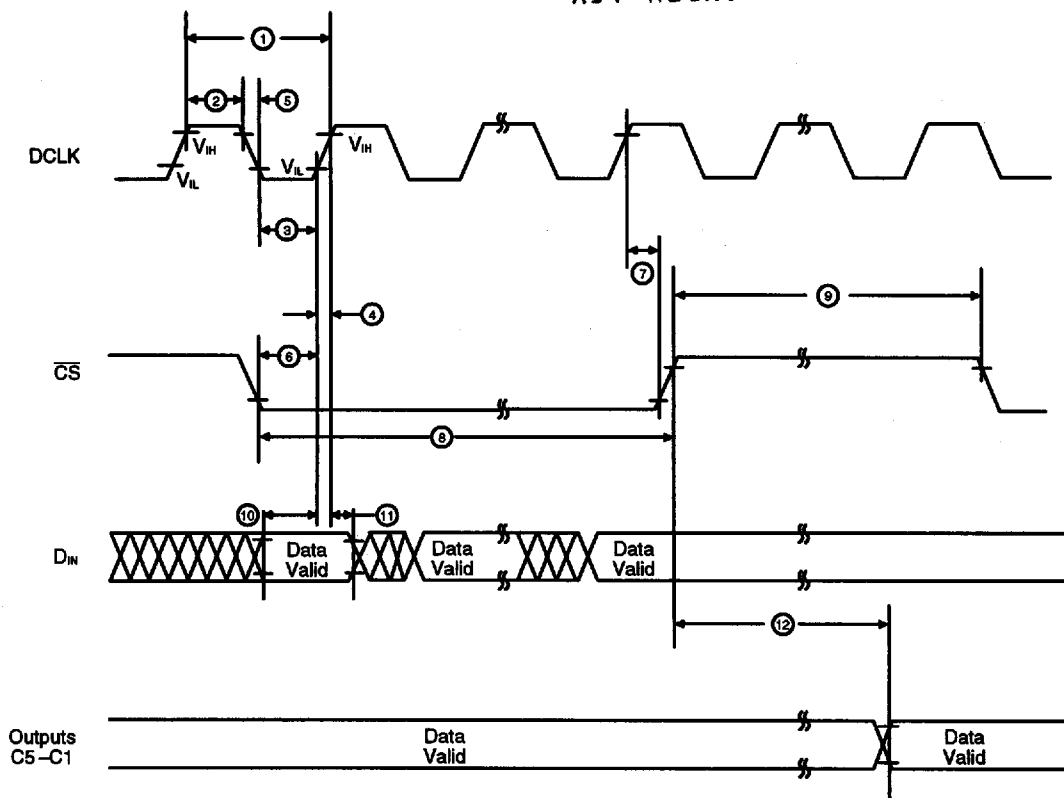 ①
② ⑤
DCLK
V_IH V_IH
V_IL V_IL
③
⑦
⑨
④
⑥
C̅S̅
⑧
⑩ ⑪
D_IN
Data Valid
Data Valid
Data Valid
⑫
Outputs C5–C1
Data Valid
Data Valid